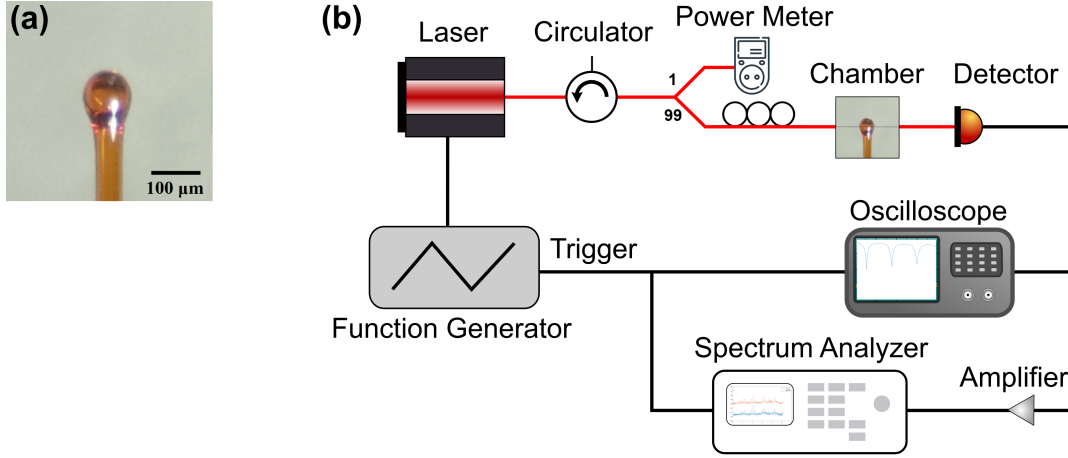 (a)
100 µm
(b)
Laser
Circulator
Power Meter
1
99
Chamber
Detector
Trigger
Function Generator
Oscilloscope
Spectrum Analyzer
Amplifier